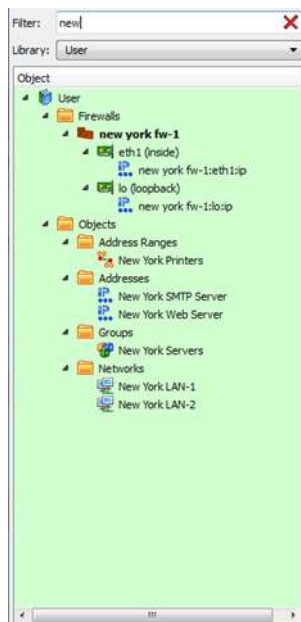 Filter: new
Library: User
Object
User
Firewalls
new york fw-1
eth1 (inside)
new york fw-1:eth1:ip
lo (loopback)
new york fw-1:lo:ip
Objects
Address Ranges
New York Printers
Addresses
New York SMTP Server
New York Web Server
Groups
New York Servers
Networks
New York LAN-1
New York LAN-2